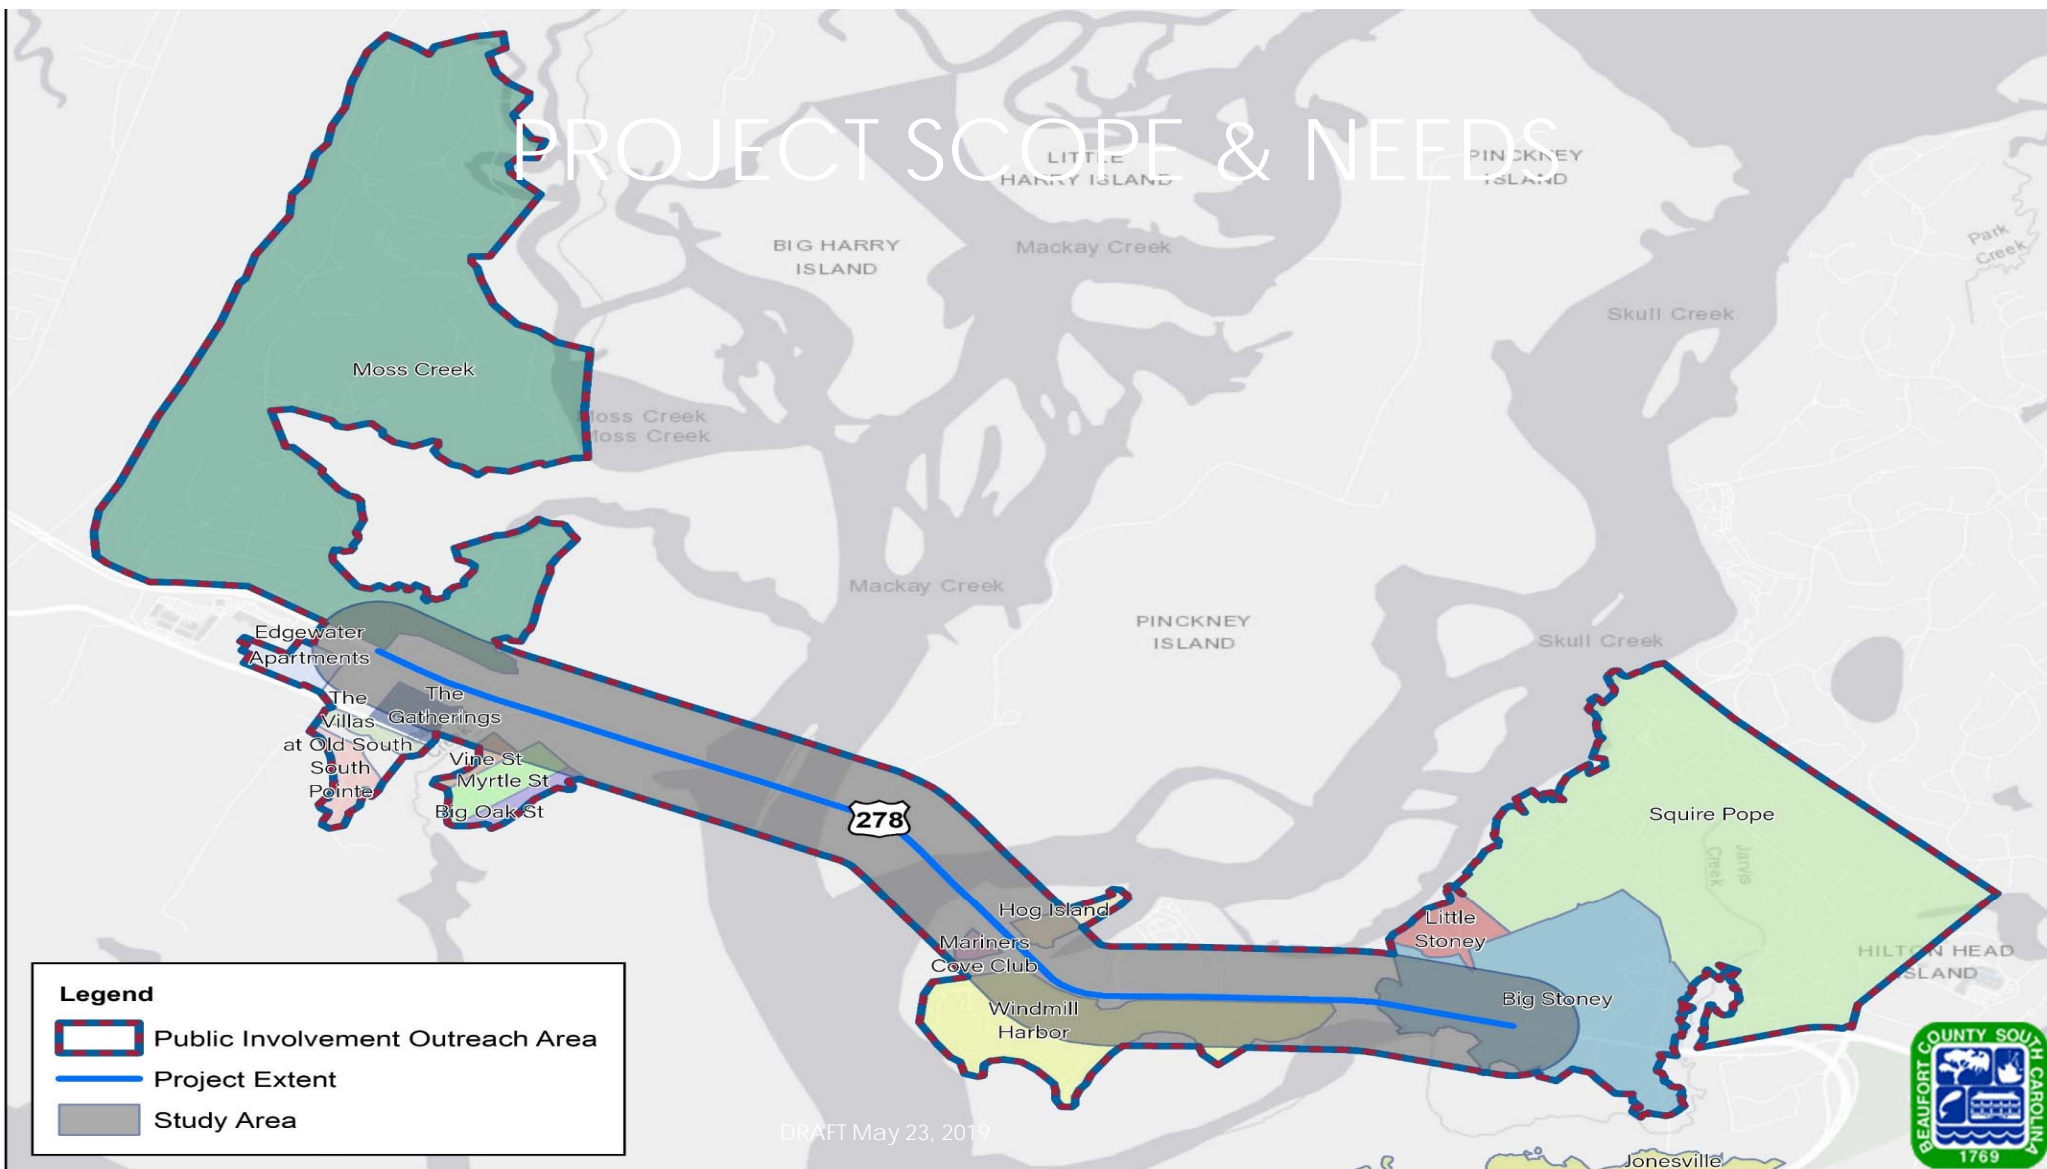 PROJECT SCOPE & NEEDS
LITTLE
HARRY ISLAND
PINCKNEY
ISLAND
BIG HARRY
ISLAND
Mackay Creek
Park
Creek
Skull Creek
Moss Creek
Moss Creek
Moss Creek
Mackay Creek
PINCKNEY
ISLAND
Skull Creek
Edgewater
Apartments
The
Villas
at Old South
The
Gatherings
South
Pointe
Vine St
Myrtle St
Big Oak St
278
Squire Pope
Jarvis
Creek
Hog Island
Little
Stoney
Mariners
Cove Club
HILTON HEAD
ISLAND
Big Stoney
Windmill
Harbor
Legend
Public Involvement Outreach Area
Project Extent
Study Area
DRAFT May 23, 2019
Jonesville
BEAUFORT COUNTY SOUTH CAROLINA
1769